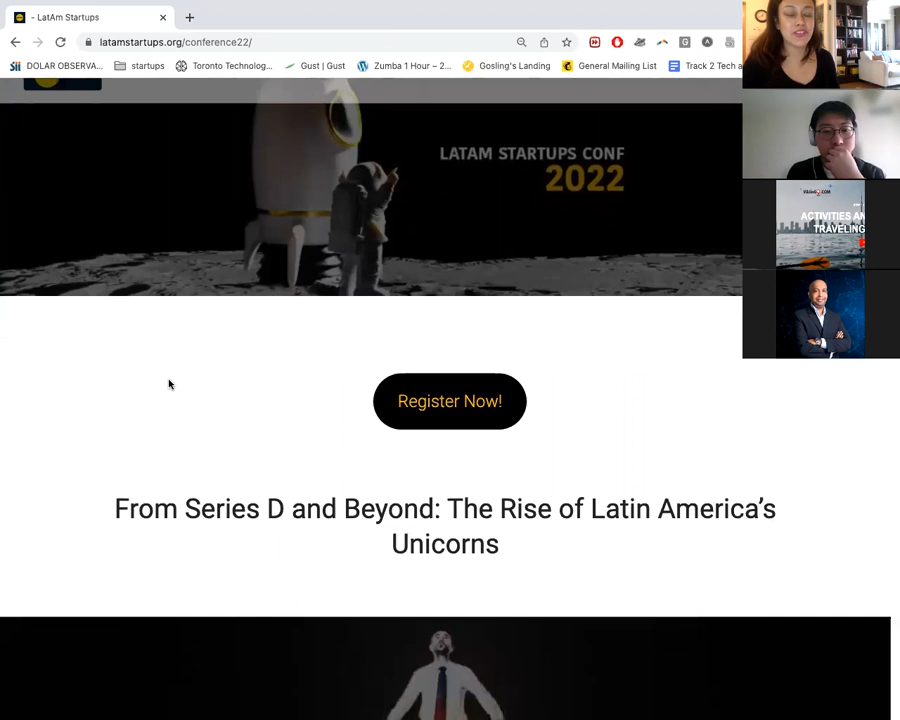 - LatAm Startups
latamstartups.org/conference22/
DOLAR OBSERVA...
startups
Toronto Technolog...
Gust | Gust
Zumba 1 Hour – 2...
Gosling's Landing
General Mailing List
Track 2 Tech a
LATAM STARTUPS CONF
2022
ACTIVITIES AN
TRAVELING
Register Now!
From Series D and Beyond: The Rise of Latin America's
Unicorns